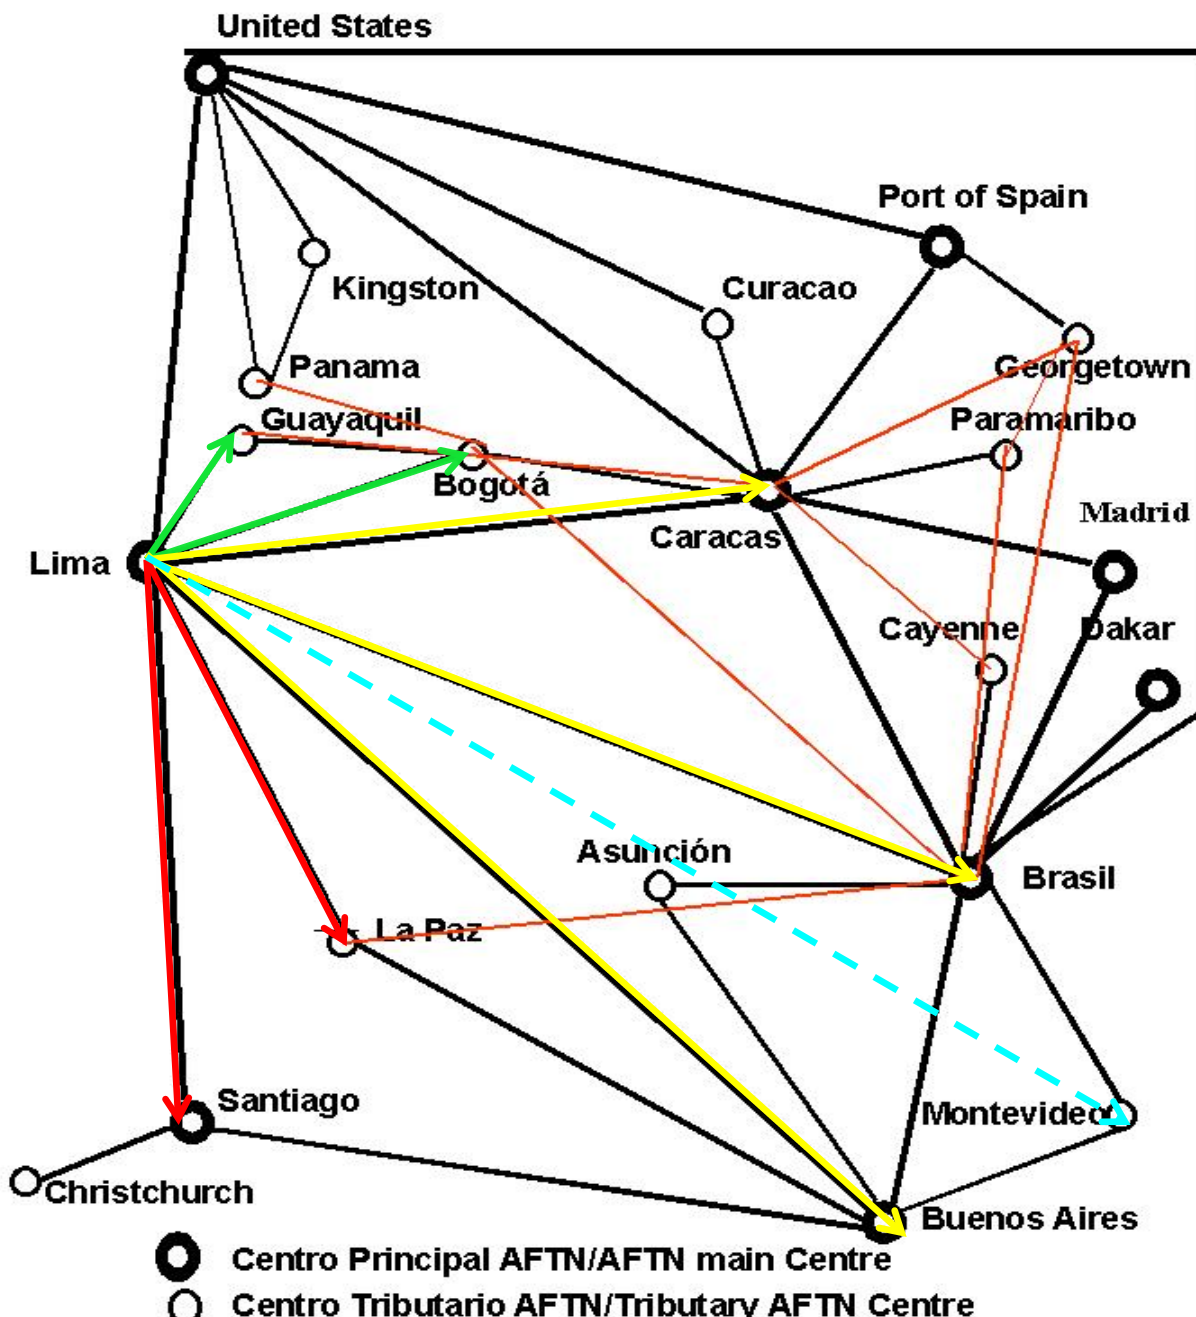 United States
Port of Spain
Kingston
Curacao
Panama
Georgetown
Guayaquil
Paramaribo
Bogotá
Madrid
Caracas
Lima
Cayenne
Dakar
Asunción
Brasil
La Paz
Santiago
Montevideo
Christchurch
Buenos Aires
Centro Principal AFTN/AFTN main Centre
Centro Tributario AFTN/Tributary AFTN Centre